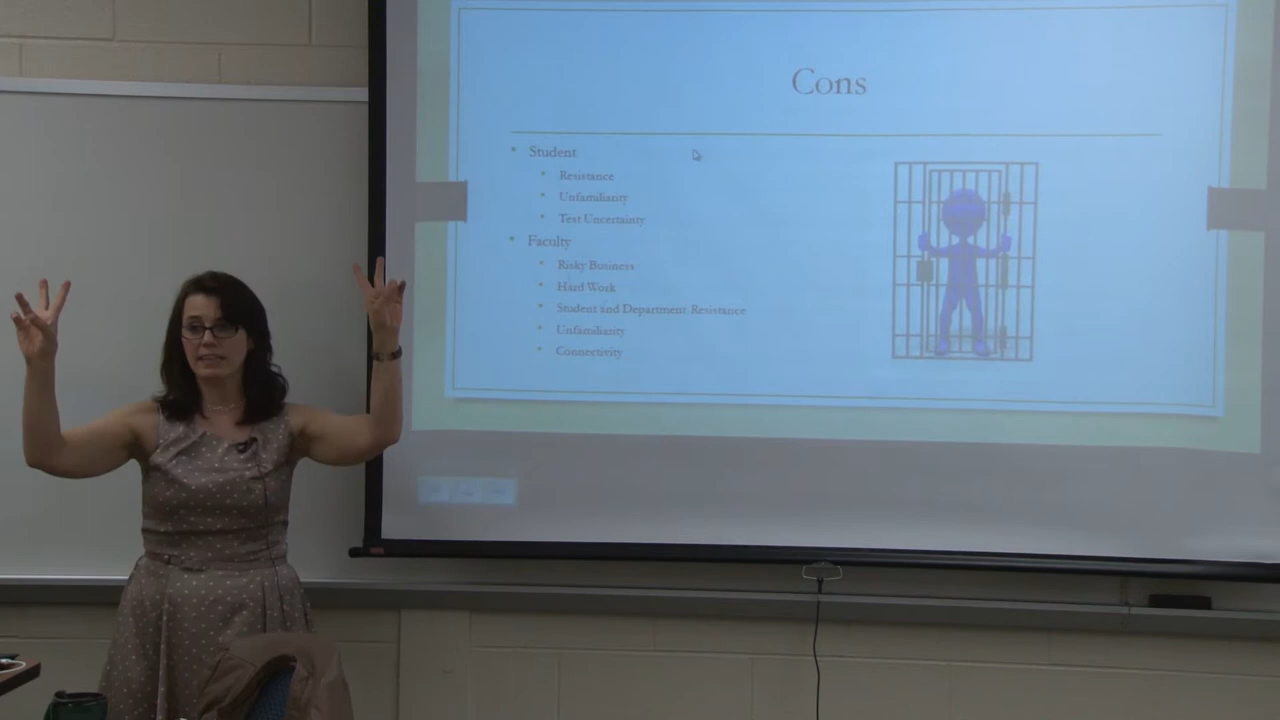 Cons
Student
Resistance
Unfamiliarity
Test Uncertainty
Faculty
Risky Business
Hard Work
Student and Department Resistance
Unfamiliarity
Connectivity